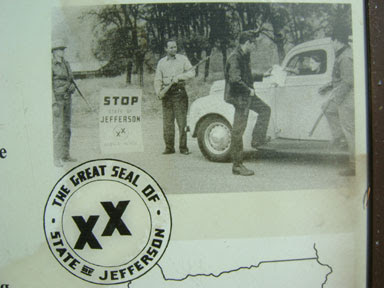 STOP
STATE OF
JEFFERSON
XX
THE GREAT SEAL OF
XX
STATE OF JEFFERSON
e
g